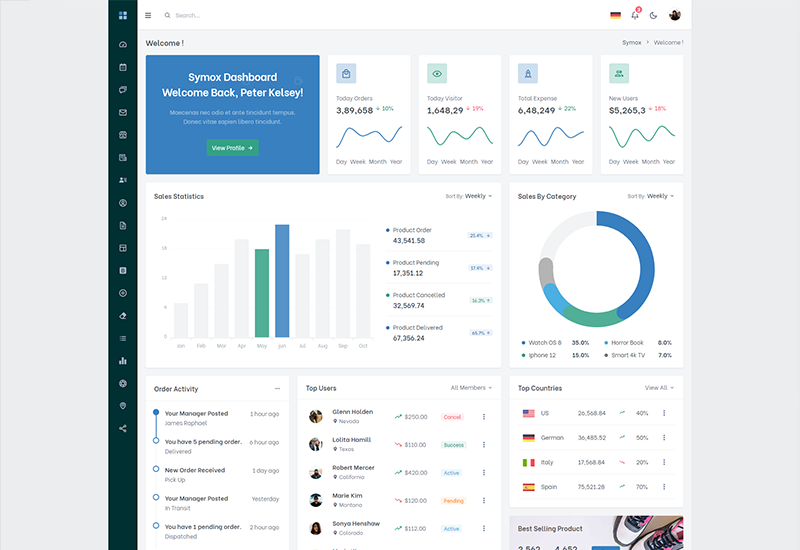 Search...
2
Welcome !
Symox > Welcome !
Symox Dashboard
Welcome Back, Peter Kelsey!
Maecenas nec odio et ante tincidunt tempus.
Donec vitae sapien libero tincidunt.
View Profile →
Today Orders
3,89,658 10%
Day Week Month Year
Today Visitor
1,648,29 19%
Day Week Month Year
Total Expense
6,48,249 22%
Day Week Month Year
New Users
$5,265,3 18%
Day Week Month Year
Sales Statistics
Sort By: Weekly
24
18
12
6
0
Jan Feb Mar Apr May Jun Jul Aug Sep Oct
Product Order
43,541.58 25.4%
Product Pending
17,351.12 17.4%
Product Cancelled
32,569.74 16.3%
Product Delivered
67,356.24 65.7%
Sales By Category
Sort By: Weekly
Watch OS 8 35.0%
Horror Book 8.0%
Iphone 12 15.0%
Smart 4k TV 7.0%
Order Activity
Your Manager Posted 1 hour ago
James Raphael
You have 5 pending order. 6 hour ago
Delivered
New Order Received 1 day ago
Pick Up
Your Manager Posted Yesterday
In Transit
You have 1 pending order. 2 hour ago
Dispatched
Top Users
All Members
Glenn Holden
Nevada
$250.00 Cancel
Lolita Hamill
Texas
$110.00 Success
Robert Mercer
California
$420.00 Active
Marie Kim
Montana
$120.00 Pending
Sonya Henshaw
Colorado
$112.00 Active
Top Countries
View All
US 26,568.84 40%
German 36,485.52 50%
Italy 17,568.84 20%
Spain 75,521.28 70%
Best Selling Product
2,562 4,652